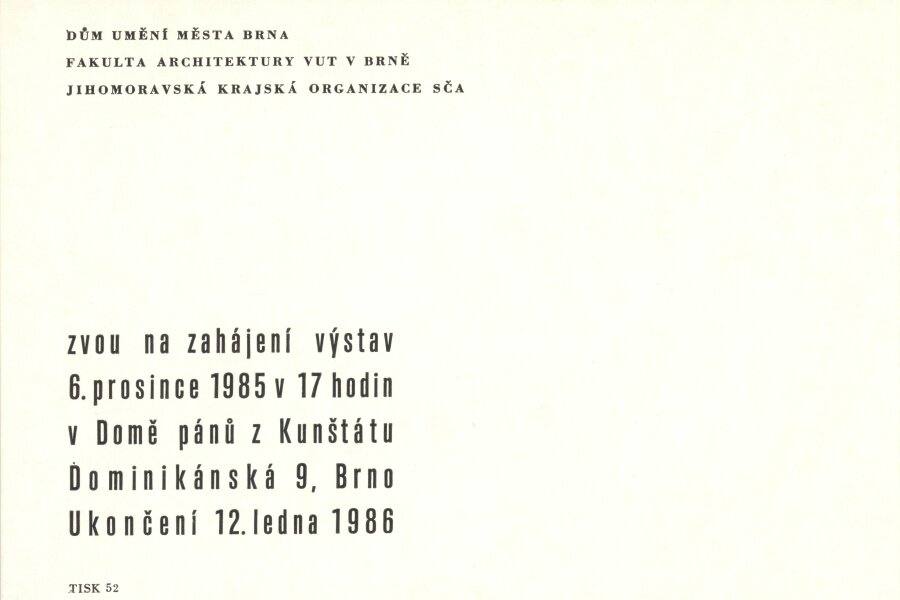 DŮM UMĚNÍ MĚSTA BRNA
FAKULTA ARCHITEKTURY VUT V BRNĚ
JIHOMORAVSKÁ KRAJSKÁ ORGANIZACE SČA
zvou na zahájení výstav
6. prosince 1985 v 17 hodin
v Domě pánů z Kunštátu
Dominikánská 9, Brno
Ukončení 12. ledna 1986
TISK 52